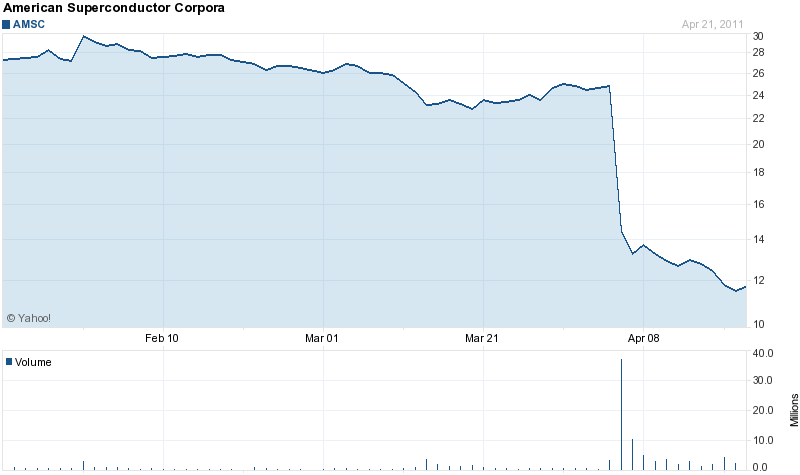 American Superconductor Corpora
AMSC
Apr 21, 2011
30
28
26
24
22
20
18
16
14
12
10
© Yahoo!
Feb 10
Mar 01
Mar 21
Apr 08
Volume
40.0
30.0
20.0
10.0
0.0
Millions